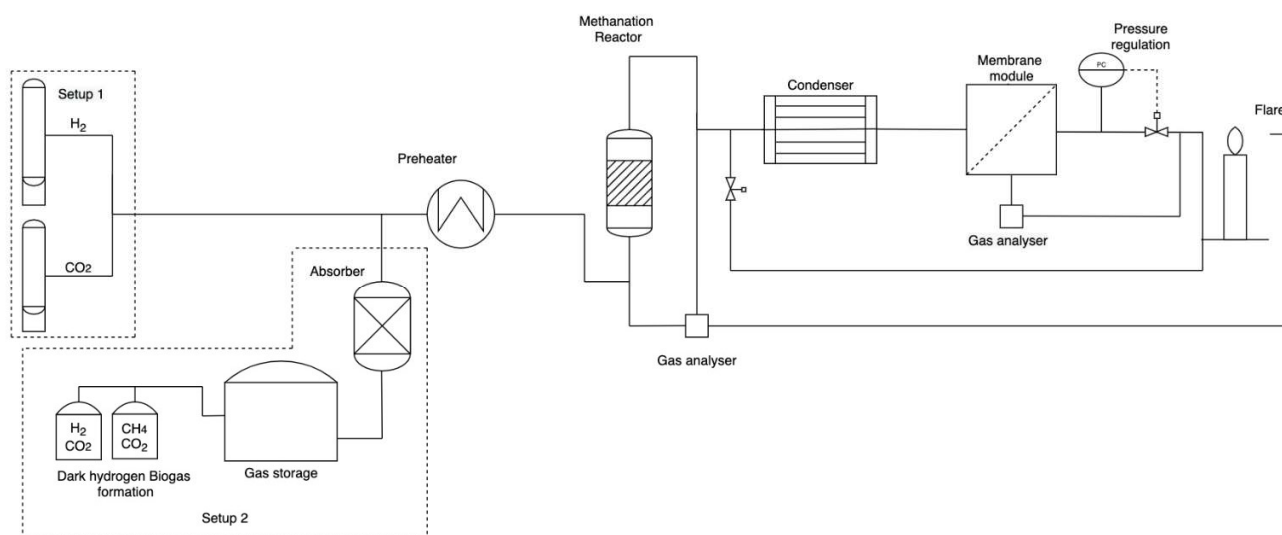 Methanation
Reactor
Pressure
regulation
Membrane
module
PC
Setup 1
H2
Condenser
Flare
Preheater
Gas analyser
CO2
Absorber
Gas analyser
H2
CO2
CH4
CO2
Gas storage
Dark hydrogen Biogas
formation
Setup 2